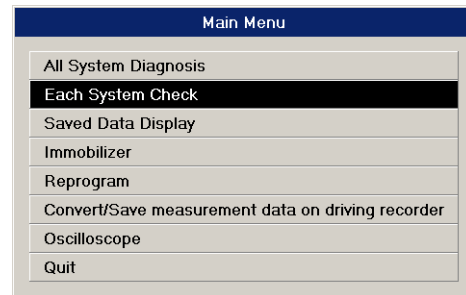 Main Menu
All System Diagnosis
Each System Check
Saved Data Display
Immobilizer
Reprogram
Convert/Save measurement data on driving recorder
Oscilloscope
Quit